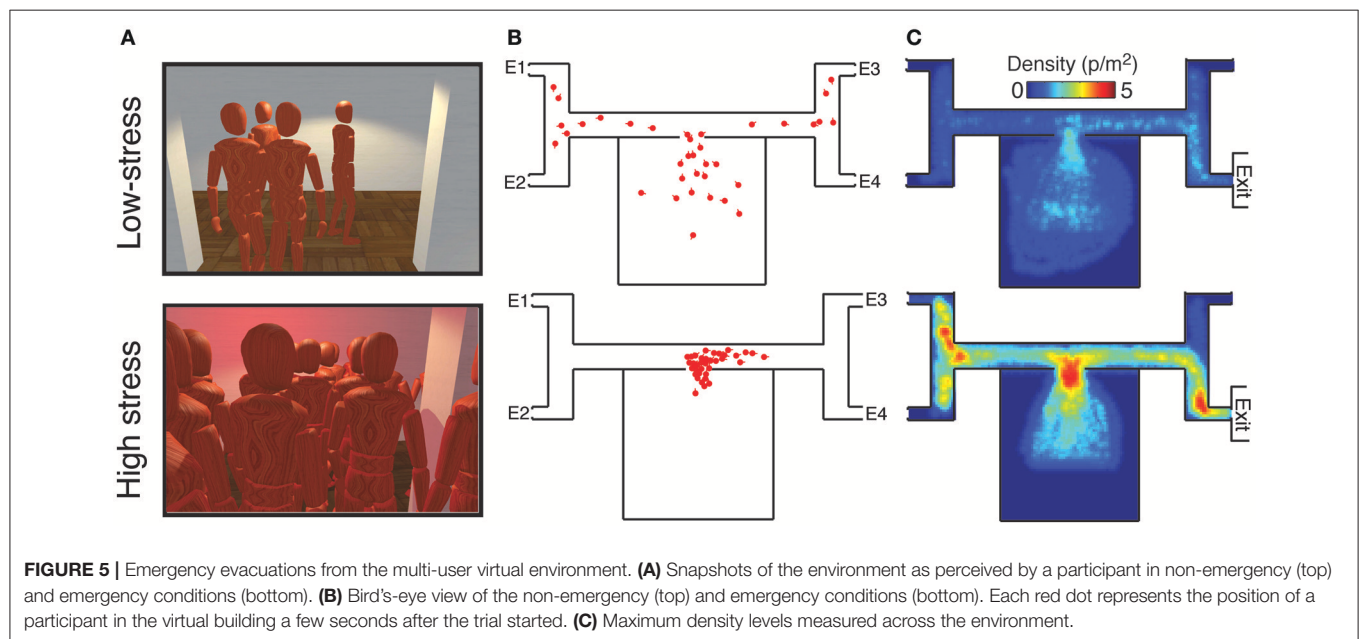 A
B
C
Low-stress
E1
E2
E3
E4
Density (p/m²)
0
5
Exit
High stress
E1
E2
E3
E4
Exit
FIGURE 5 | Emergency evacuations from the multi-user virtual environment. (A) Snapshots of the environment as perceived by a participant in non-emergency (top)
and emergency conditions (bottom). (B) Bird's-eye view of the non-emergency (top) and emergency conditions (bottom). Each red dot represents the position of a
participant in the virtual building a few seconds after the trial started. (C) Maximum density levels measured across the environment.